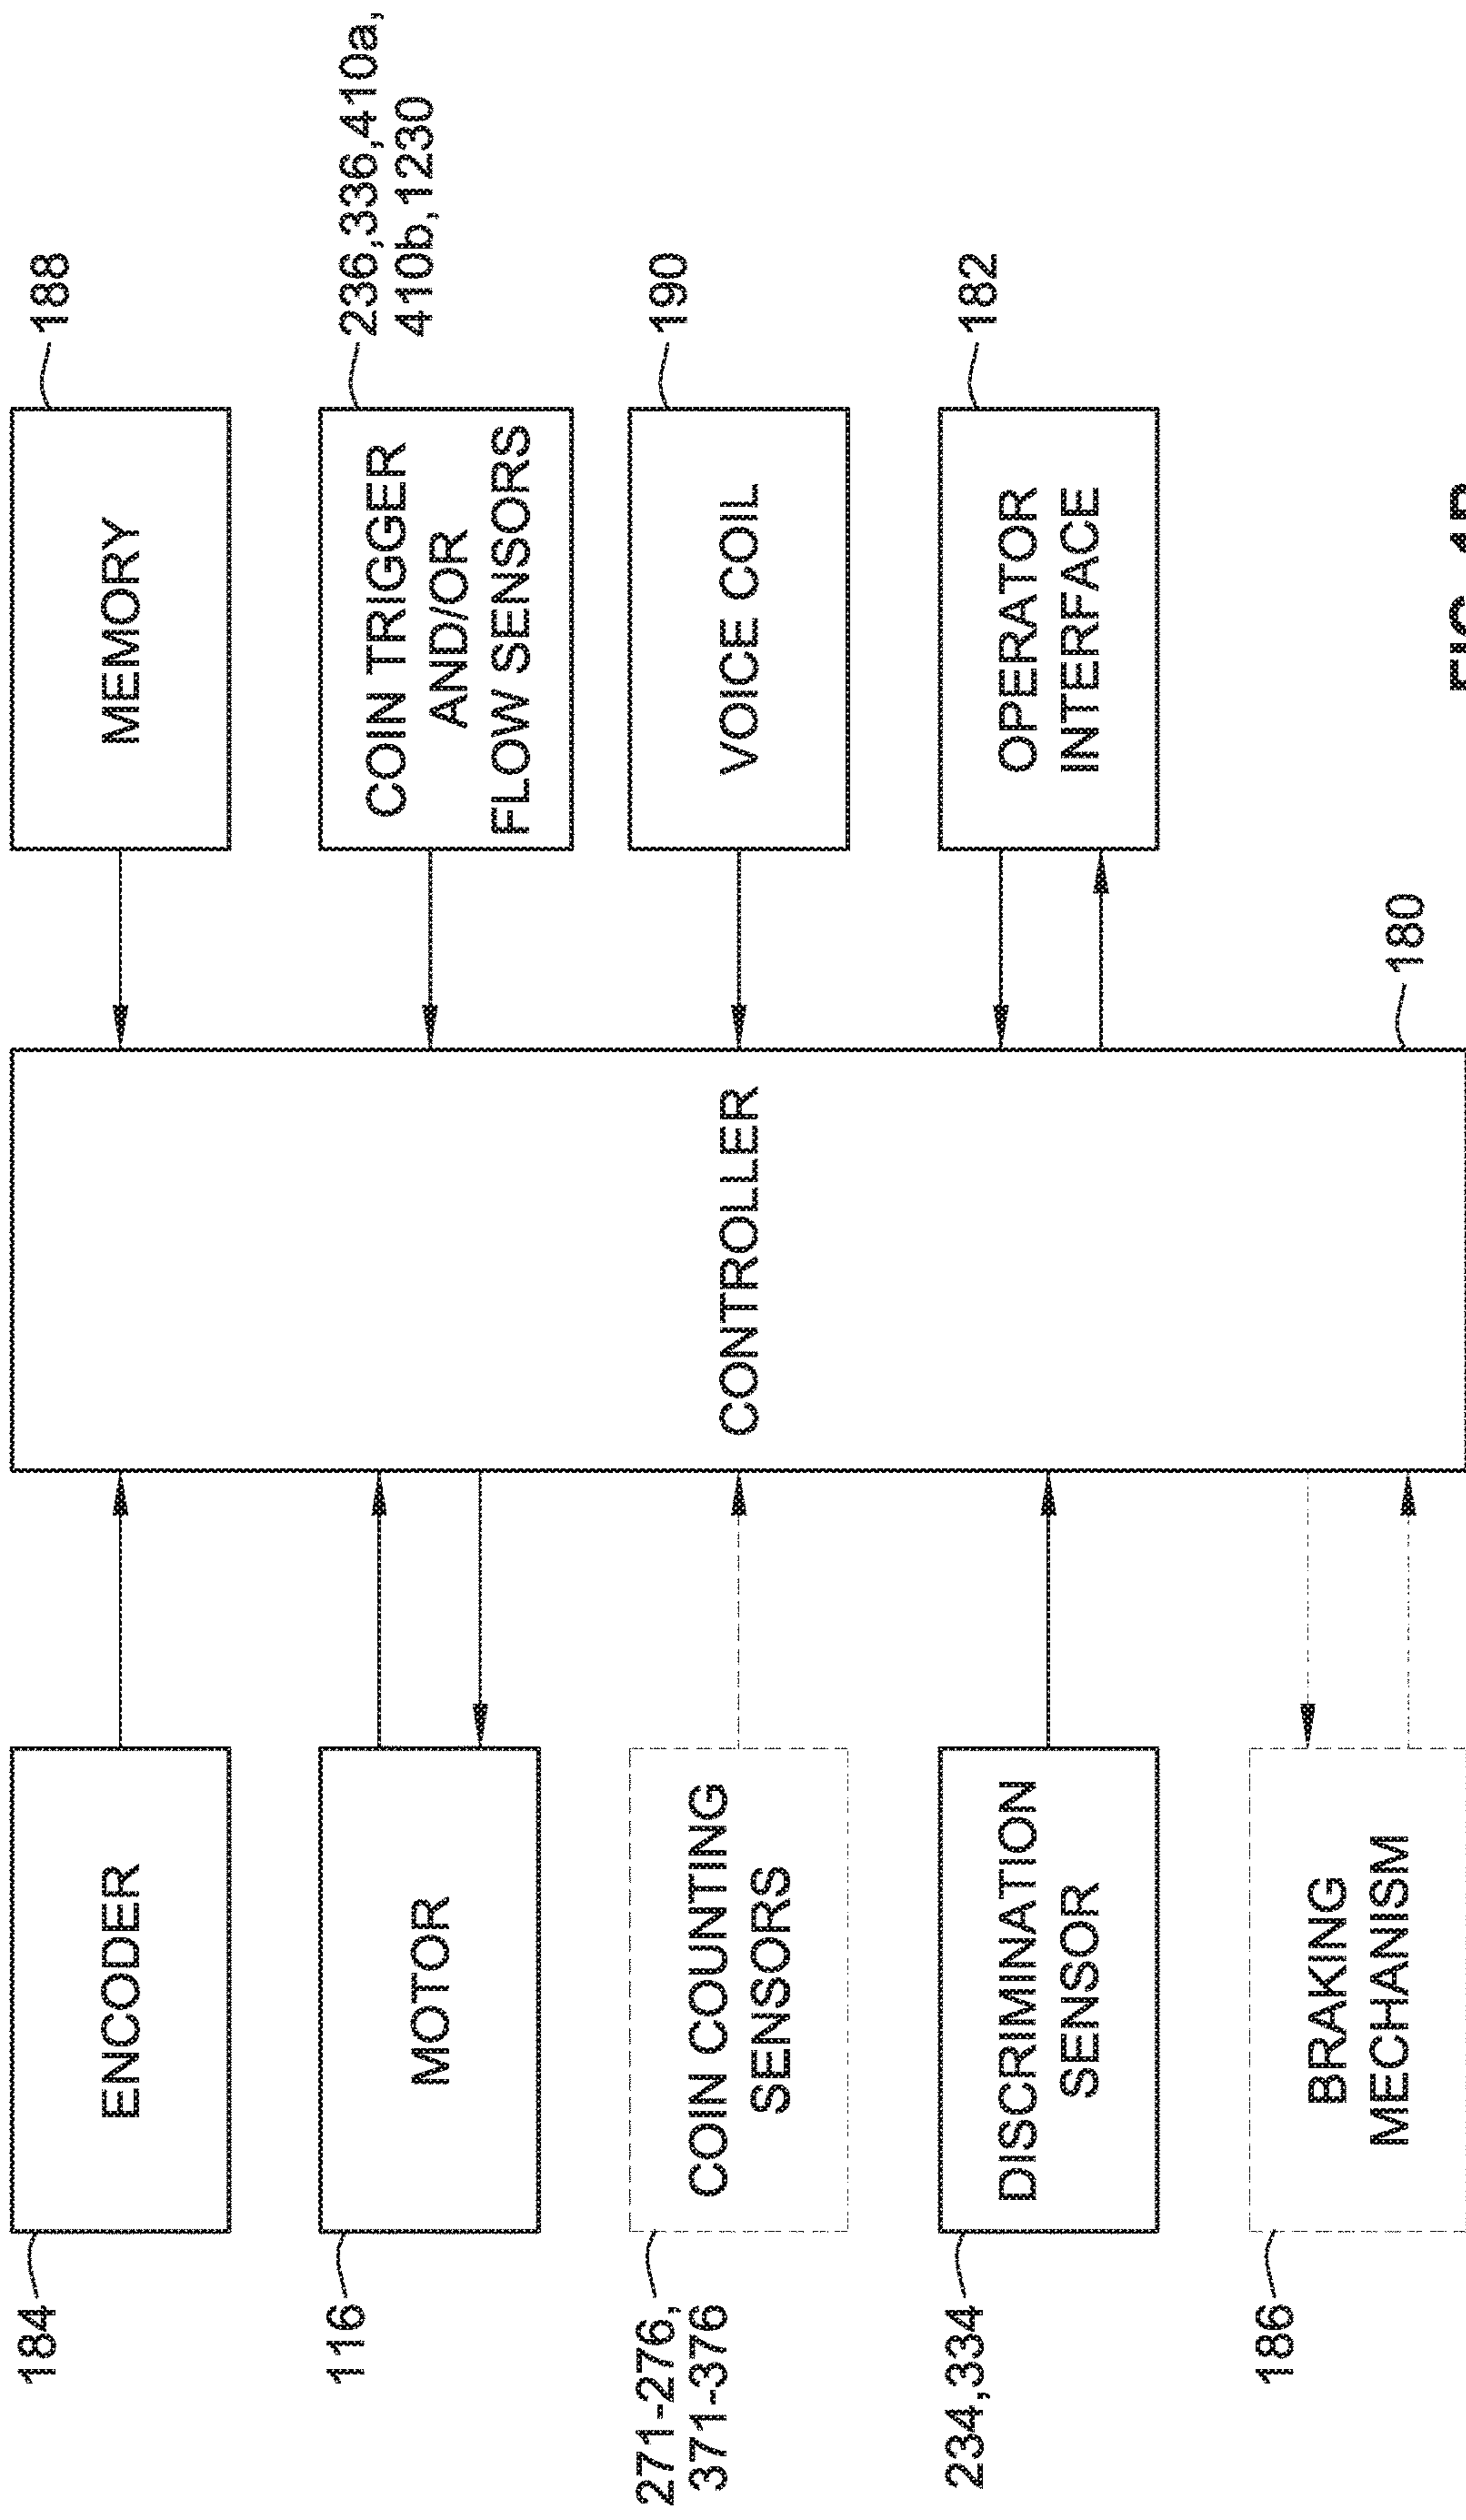 184
ENCODER
116
MOTOR
271-276,
371-376
COIN COUNTING
SENSORS
234,334
DISCRIMINATION
SENSOR
186
BRAKING
MECHANISM
CONTROLLER
180
188
MEMORY
236,336,410a,
410b,1230
COIN TRIGGER
AND/OR
FLOW SENSORS
190
VOICE COIL
182
OPERATOR
INTERFACE